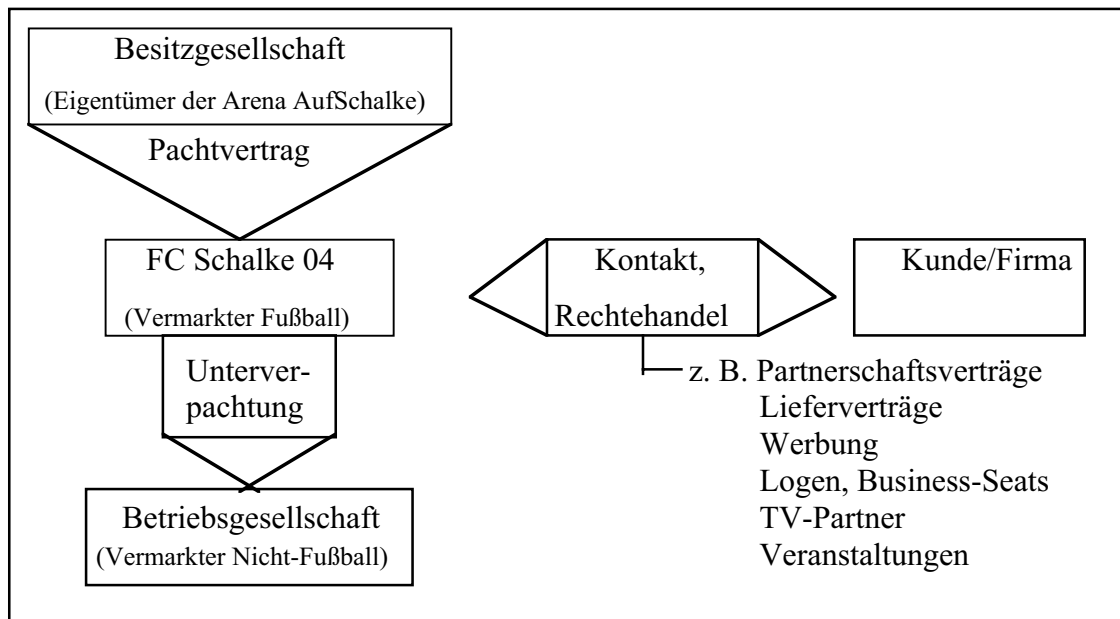 Besitzgesellschaft
(Eigentümer der Arena AufSchalke)
Pachtvertrag
FC Schalke 04
(Vermarkter Fußball)
Unterver-
pachtung
Betriebsgesellschaft
(Vermarkter Nicht-Fußball)
Kontakt,
Rechtehandel
Kunde/Firma
z. B. Partnerschaftsverträge
Lieferverträge
Werbung
Logen, Business-Seats
TV-Partner
Veranstaltungen